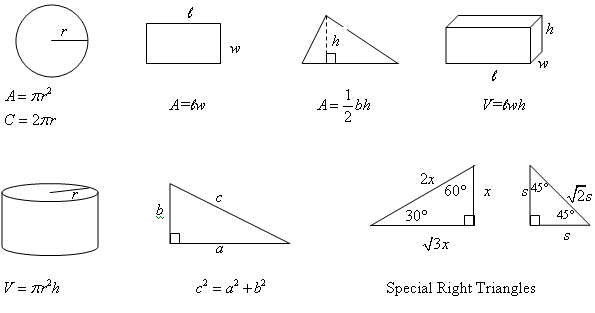 r
ℓ
w
h
h
w
ℓ
A = πr²
C = 2πr
A=ℓw
A = 1/2 bh
V=ℓwh
r
b
c
a
2x
60°
x
30°
√3x
s
45°
√2s
45°
s
V = πr²h
c² = a² + b²
Special Right Triangles